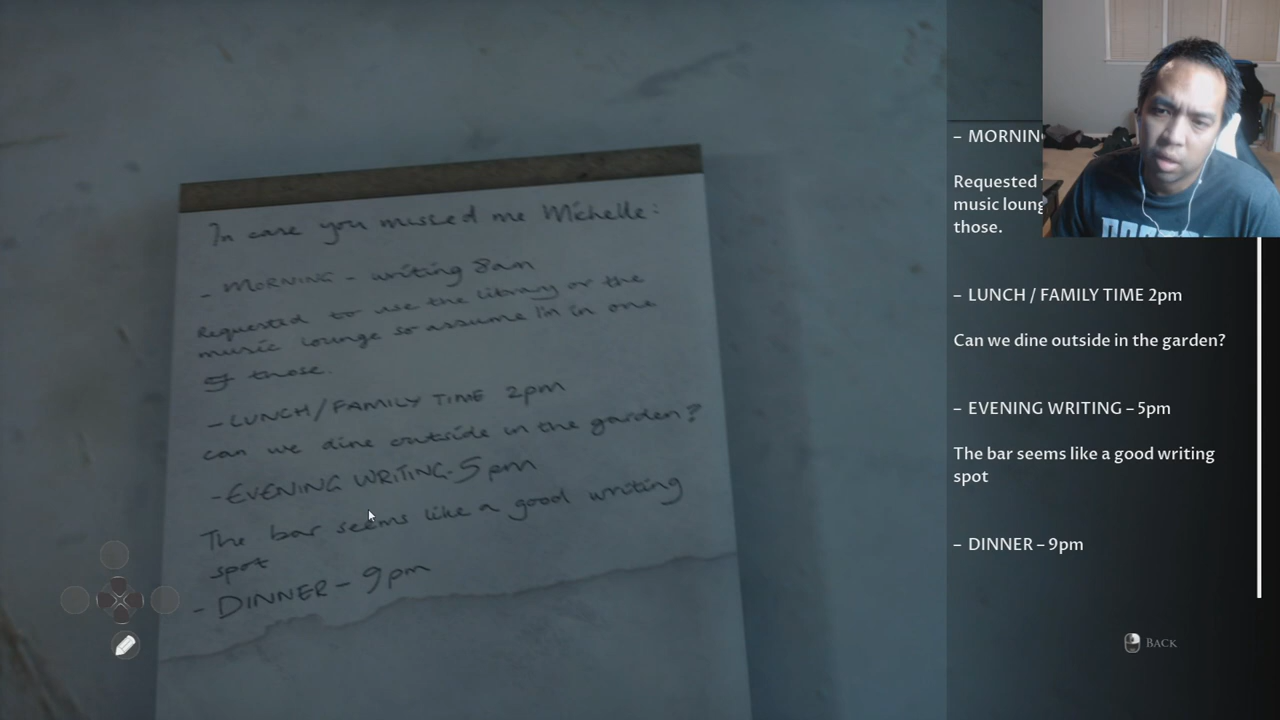 In case you missed me Michelle:
- MORNING - writing 8am
Requested to use the library or the
music lounge so assume I'm in one
of those.
- LUNCH / FAMILY TIME 2pm
can we dine outside in the garden?
- EVENING WRITING - 5pm
The bar seems like a good writing
spot
- DINNER - 9pm
– MORNIN
Requested
music loung
those.
– LUNCH / FAMILY TIME 2pm
Can we dine outside in the garden?
– EVENING WRITING – 5pm
The bar seems like a good writing
spot
– DINNER – 9pm
BACK